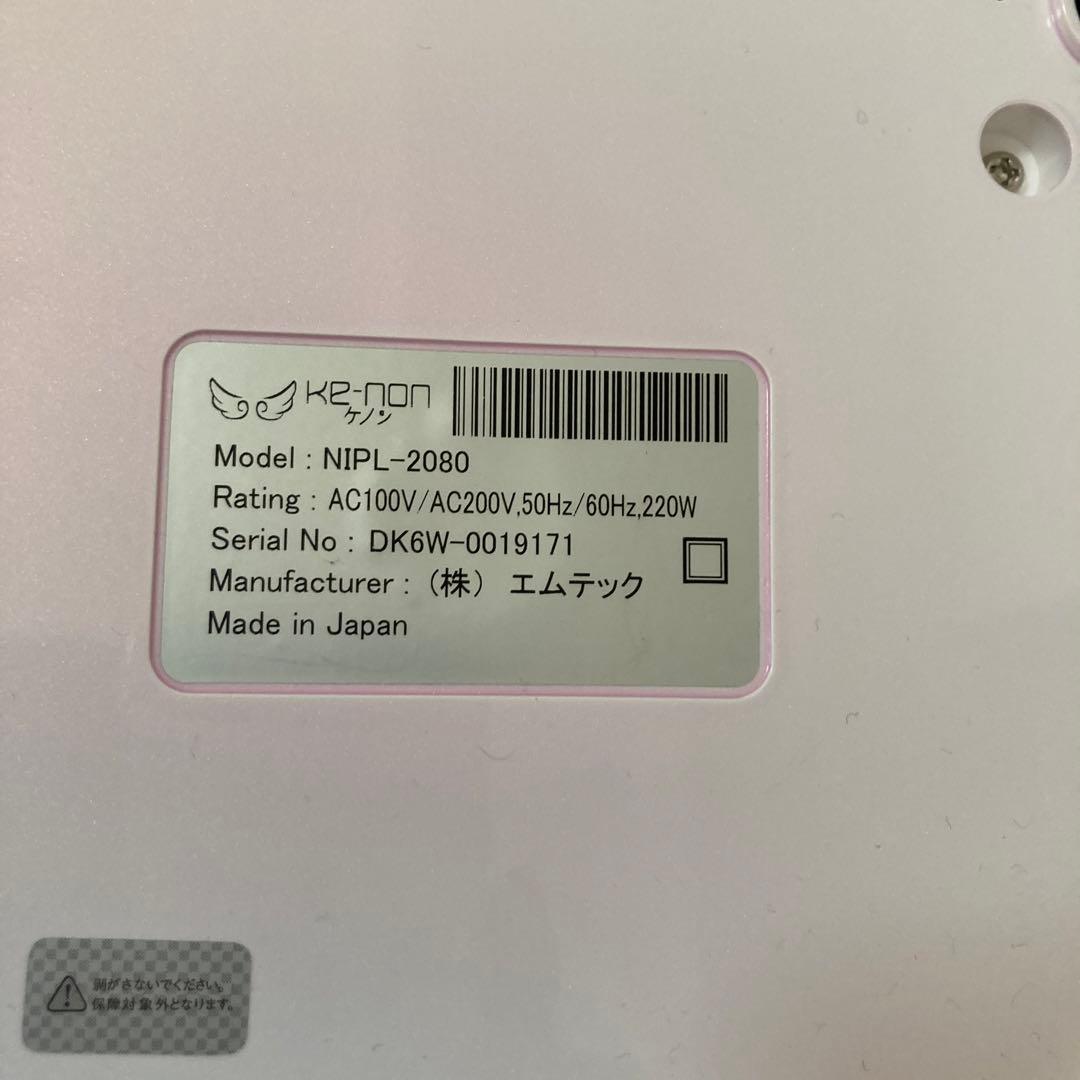 Ke-non
ケノン
Model : NIPL-2080
Rating : AC100V/AC200V,50Hz/60Hz,220W
Serial No : DK6W-0019171
Manufacturer : （株） エムテック
Made in Japan
剥がさないでください。
保障対象外となります。